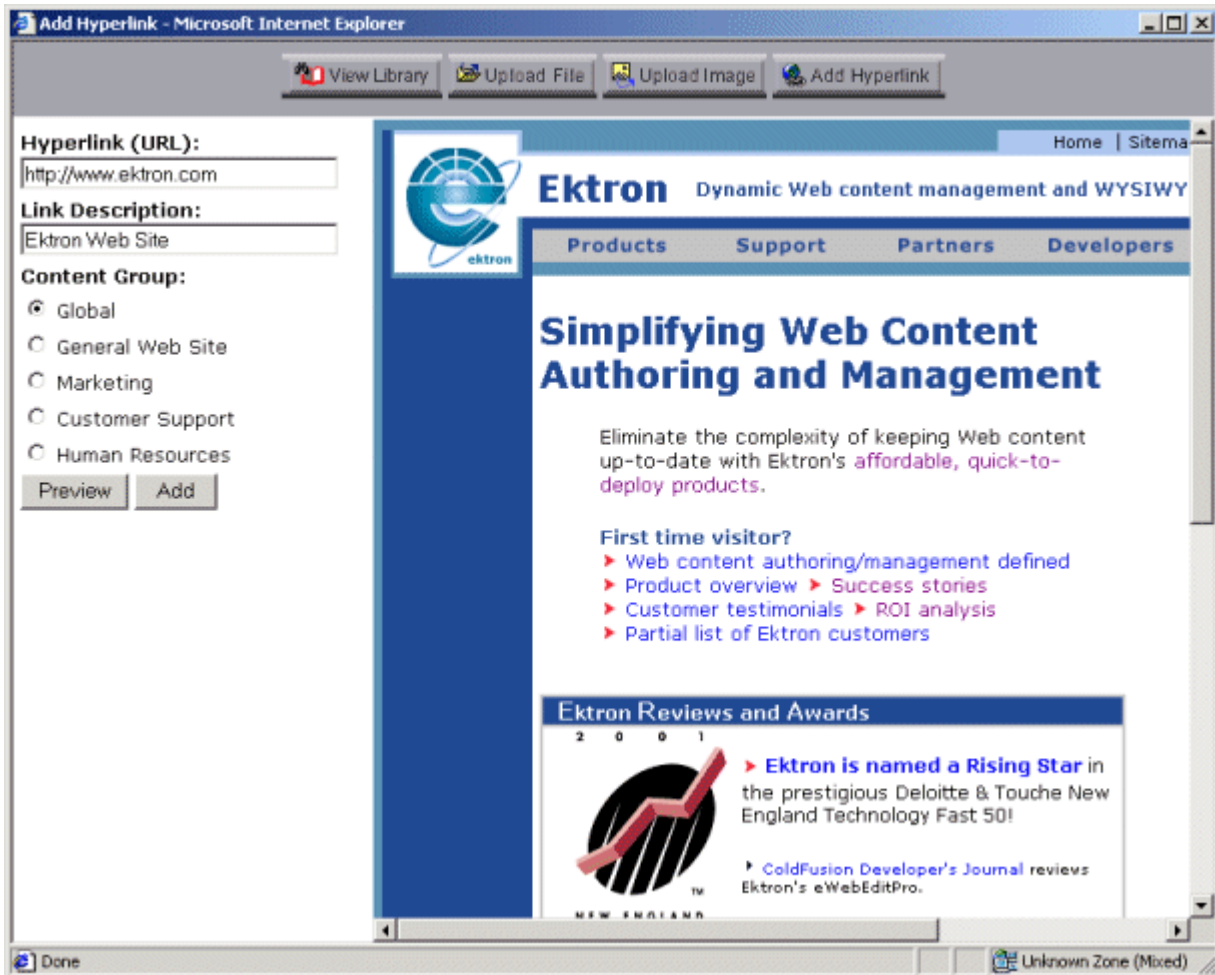 Add Hyperlink - Microsoft Internet Explorer
View Library
Upload File
Upload Image
Add Hyperlink
Hyperlink (URL):
http://www.ektron.com
Link Description:
Ektron Web Site
Content Group:
Global
General Web Site
Marketing
Customer Support
Human Resources
Preview
Add
Home | Sitema
ektron
Ektron Dynamic Web content management and WYSIWY
Products Support Partners Developers
Simplifying Web Content
Authoring and Management
Eliminate the complexity of keeping Web content
up-to-date with Ektron's affordable, quick-to-
deploy products.
First time visitor?
Web content authoring/management defined
Product overview Success stories
Customer testimonials ROI analysis
Partial list of Ektron customers
Ektron Reviews and Awards
2001
TM
NEW ENGLAND
Ektron is named a Rising Star in
the prestigious Deloitte & Touche New
England Technology Fast 50!
ColdFusion Developer's Journal reviews
Ektron's eWebEditPro.
Done
Unknown Zone (Mixed)